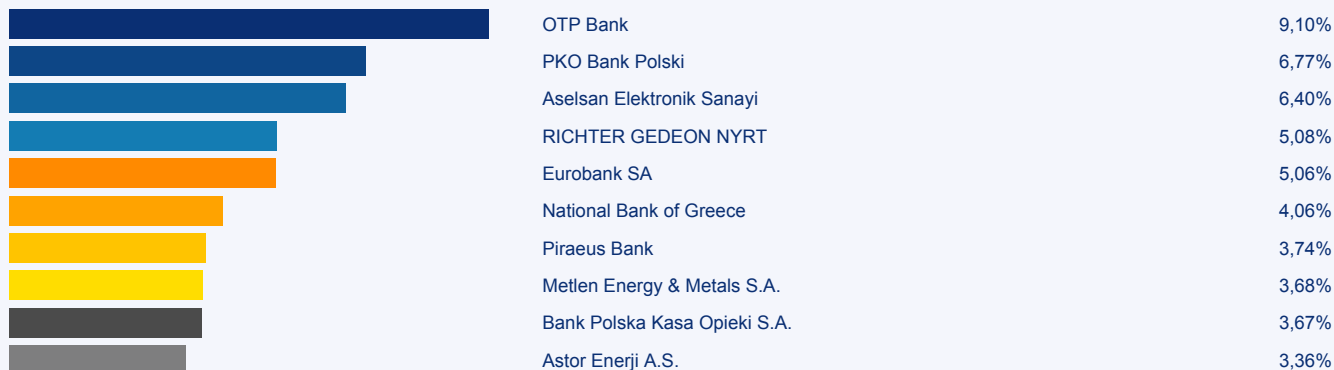 OTP Bank 9,10%
PKO Bank Polski 6,77%
Aselsan Elektronik Sanayi 6,40%
RICHTER GEDEON NYRT 5,08%
Eurobank SA 5,06%
National Bank of Greece 4,06%
Piraeus Bank 3,74%
Metlen Energy & Metals S.A. 3,68%
Bank Polska Kasa Opieki S.A. 3,67%
Astor Enerji A.S. 3,36%